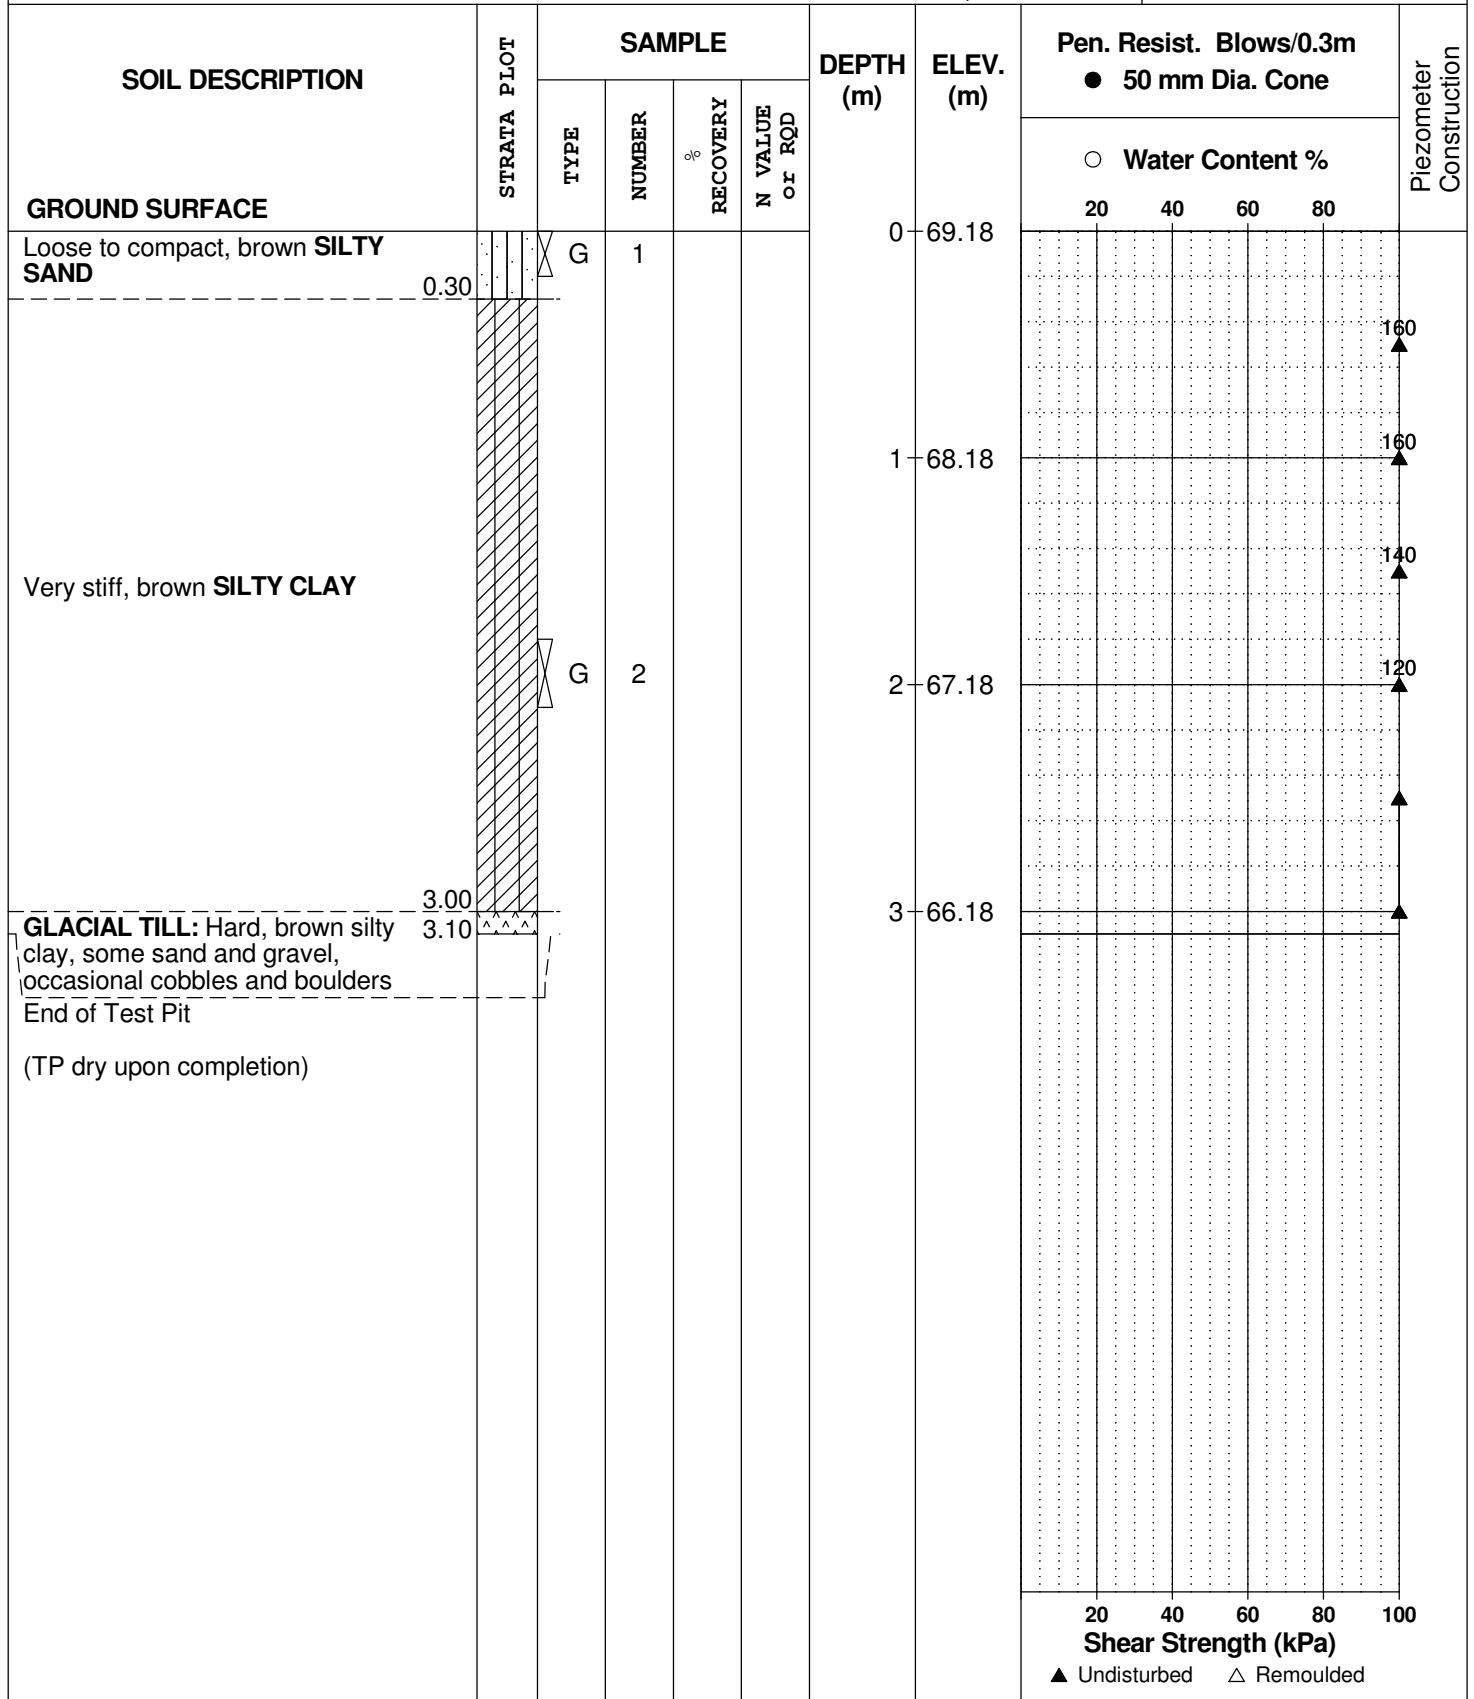 SOIL DESCRIPTION
GROUND SURFACE
STRATA PLOT
SAMPLE
TYPE
NUMBER
%
RECOVERY
N VALUE
or RQD
DEPTH
(m)
ELEV.
(m)
Pen. Resist. Blows/0.3m
● 50 mm Dia. Cone
○ Water Content %
20 40 60 80
Piezometer
Construction
Loose to compact, brown SILTY
SAND
0.30
G 1
0 69.18
160
160
1 68.18
140
Very stiff, brown SILTY CLAY
G 2
120
2 67.18
3.00
3 66.18
GLACIAL TILL: Hard, brown silty
3.10
clay, some sand and gravel,
occasional cobbles and boulders
End of Test Pit
(TP dry upon completion)
20 40 60 80 100
Shear Strength (kPa)
▲ Undisturbed △ Remoulded